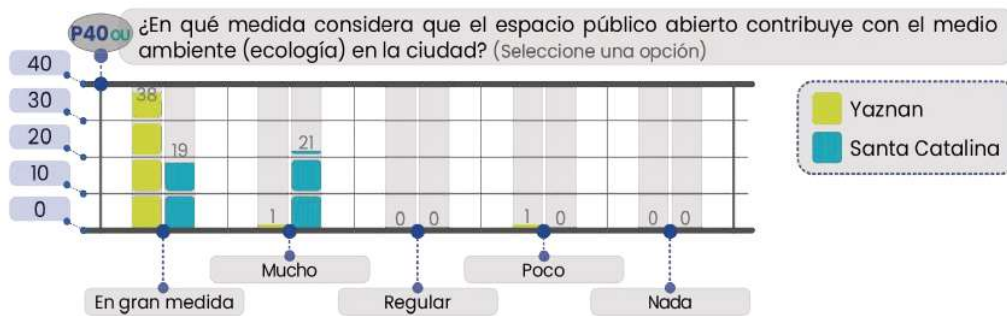 P40 OU
¿En qué medida considera que el espacio público abierto contribuye con el medio
ambiente (ecología) en la ciudad? (Seleccione una opción)
40
30
20
10
0
38
19
1
21
0
0
1
0
0
0
Yaznan
Santa Catalina
Mucho
Poco
En gran medida
Regular
Nada